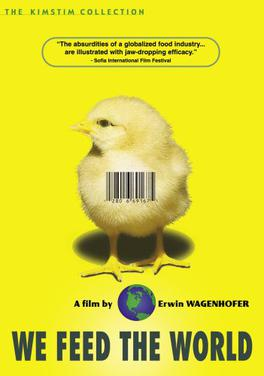 THE KIMSTIM COLLECTION
"The absurdities of a globalized food industry...
are illustrated with jaw-dropping efficacy."
- Sofia International Film Festival
A film by Erwin WAGENHOFER
WE FEED THE WORLD